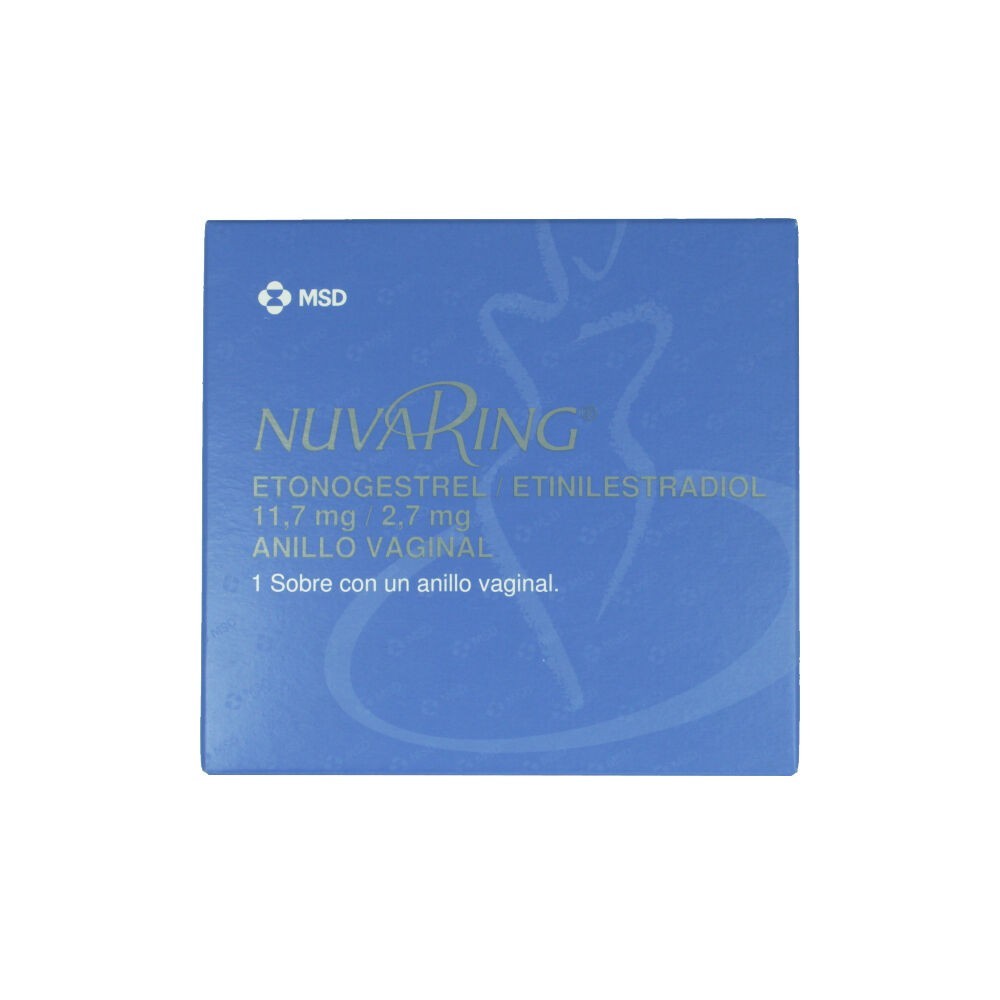 MSD
NUVARING®
ETONOGESTREL / ETINILESTRADIOL
11,7 mg / 2,7 mg
ANILLO VAGINAL
1 Sobre con un anillo vaginal.